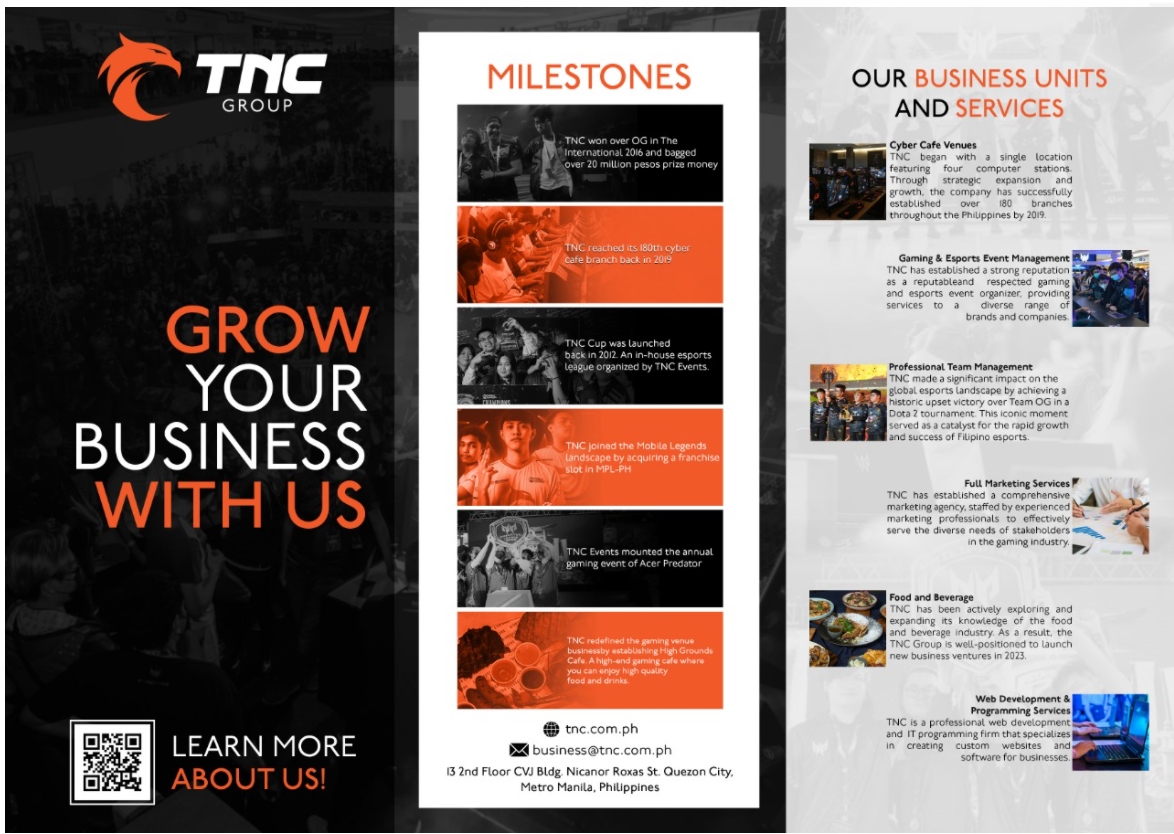 TNC
GROUP
GROW
YOUR
BUSINESS
WITH US
LEARN MORE
ABOUT US!
MILESTONES
TNC won over OG in The
International 2016 and bagged
over 20 million pesos prize money
TNC reached its 180th cyber
cafe branch back in 2019
TNC Cup was launched
back in 2012. An in-house esports
league organized by TNC Events.
TNC joined the Mobile Legends
landscape by acquiring a franchise
slot in MPL-PH
TNC Events mounted the annual
gaming event of Acer Predator
TNC redefined the gaming venue
businessby establishing High Grounds
Cafe. A high-end gaming cafe where
you can enjoy high quality
food and drinks.
tnc.com.ph
business@tnc.com.ph
13 2nd Floor CVJ Bldg. Nicanor Roxas St. Quezon City,
Metro Manila, Philippines
OUR BUSINESS UNITS
AND SERVICES
Cyber Cafe Venues
TNC began with a single location
featuring four computer stations.
Through strategic expansion and
growth, the company has successfully
established over 180 branches
throughout the Philippines by 2019.
Gaming & Esports Event Management
TNC has established a strong reputation
as a reputableand respected gaming
and esports event organizer, providing
services to a diverse range of
brands and companies.
Professional Team Management
TNC made a significant impact on the
global esports landscape by achieving a
historic upset victory over Team OG in a
Dota 2 tournament. This iconic moment
served as a catalyst for the rapid growth
and success of Filipino esports.
Full Marketing Services
TNC has established a comprehensive
marketing agency, staffed by experienced
marketing professionals to effectively
serve the diverse needs of stakeholders
in the gaming industry.
Food and Beverage
TNC has been actively exploring and
expanding its knowledge of the food
and beverage industry. As a result, the
TNC Group is well-positioned to launch
new business ventures in 2023.
Web Development &
Programming Services
TNC is a professional web development
and IT programming firm that specializes
in creating custom websites and
software for businesses.